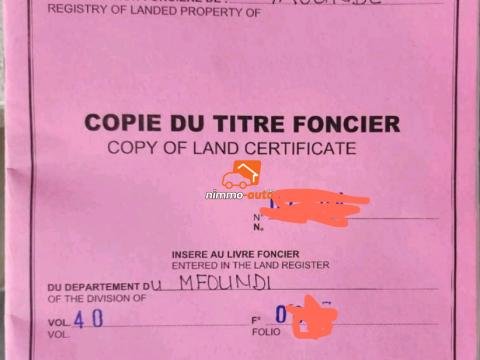 REGISTRY OF LANDED PROPERTY OF
COPIE DU TITRE FONCIER
COPY OF LAND CERTIFICATE
nimmo-auto
N°
N.
INSERE AU LIVRE FONCIER
ENTERED IN THE LAND REGISTER
DU DEPARTEMENT DU MFOUNDI
OF THE DIVISION OF
VOL. 40 F° 0
VOL. FOLIO